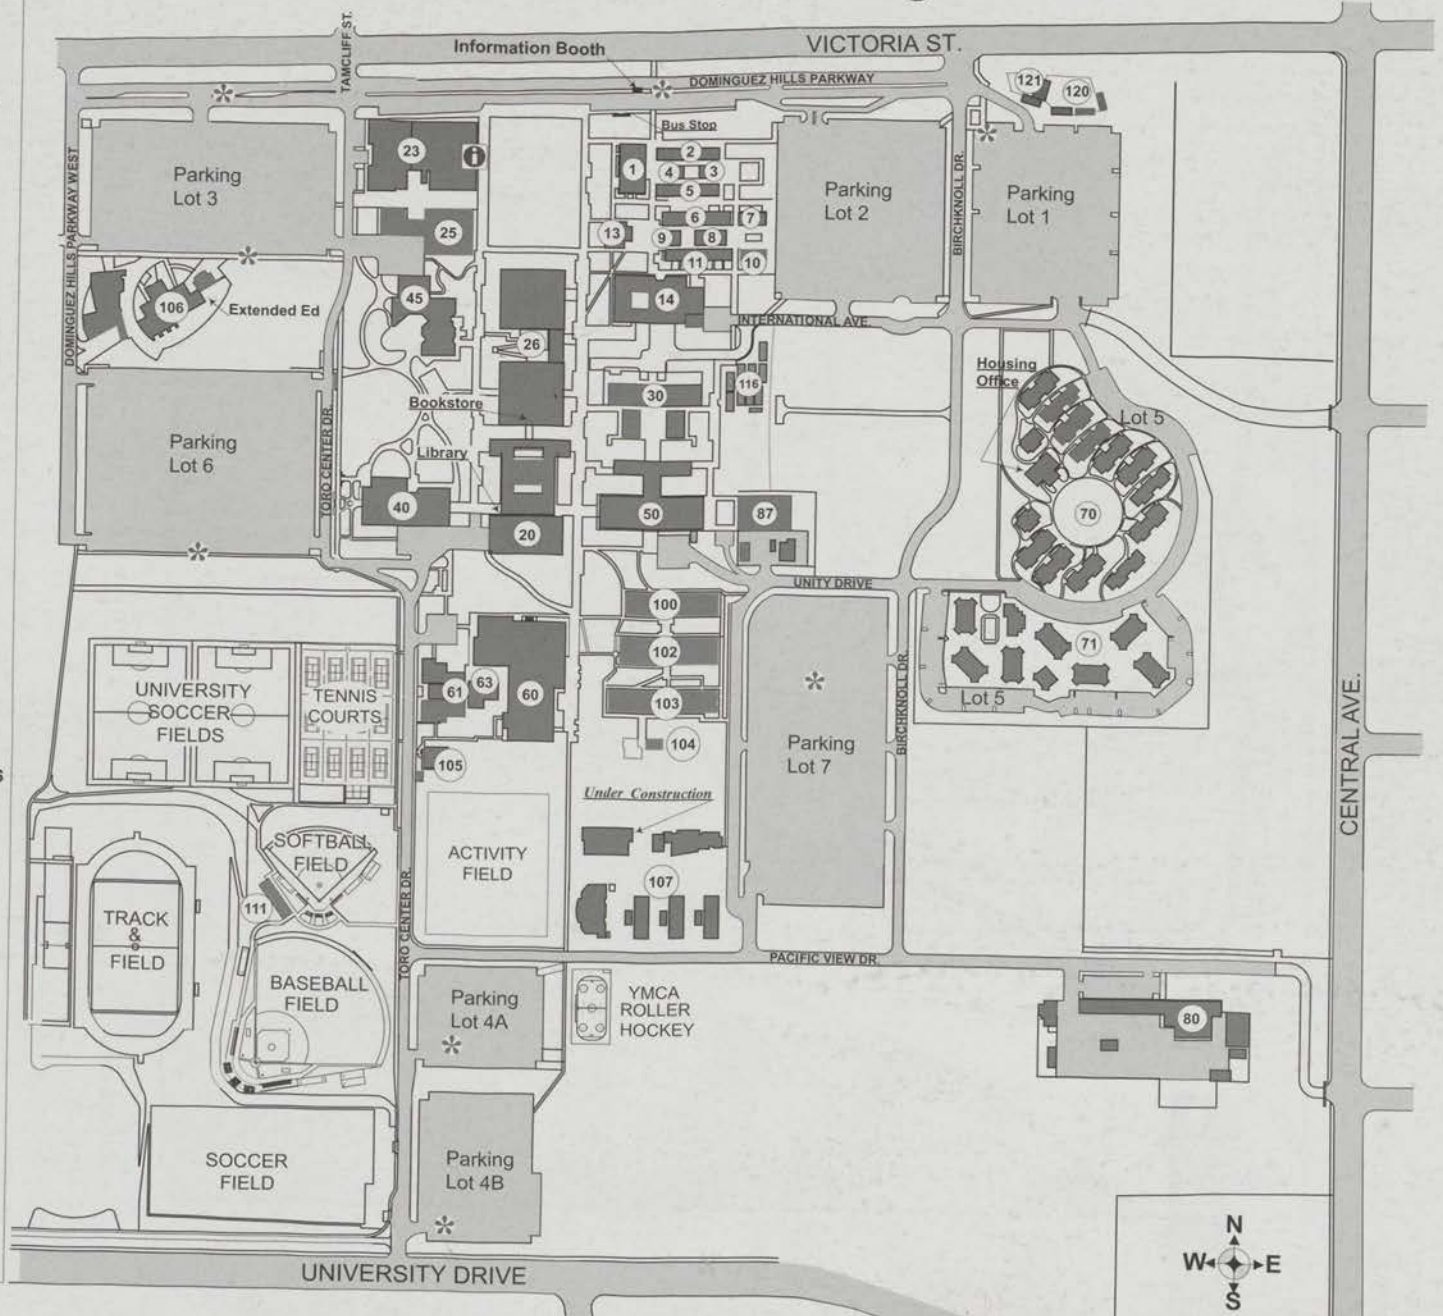 VICTORIA ST.
TAMCLIFF ST.
Information Booth
DOMINGUEZ HILLS PARKWAY
121
120
Bus Stop
23
1
2
4
3
5
Parking
Lot 3
Parking
Lot 2
Parking
Lot 1
BIRCHKNOLL DR.
DOMINGUEZ HILLS PARKWAY WEST
25
13
6
7
9
8
11
10
106
Extended Ed
45
14
INTERNATIONAL AVE.
26
Housing
Office
30
116
Bookstore
Lot 5
Parking
Lot 6
TORO CENTER DR.
Library
40
20
50
87
70
UNITY DRIVE
100
102
103
104
71
Lot 5
UNIVERSITY
SOCCER
FIELDS
TENNIS
COURTS
61
63
60
BIRCHKNOLL DR.
Parking
Lot 7
CENTRAL AVE.
105
s
Under Construction
SOFTBALL
FIELD
ACTIVITY
FIELD
107
111
TRACK
&
FIELD
TORO CENTER DR.
BASEBALL
FIELD
PACIFIC VIEW DR.
Parking
Lot 4A
YMCA
ROLLER
HOCKEY
80
SOCCER
FIELD
Parking
Lot 4B
UNIVERSITY DRIVE
N
W E
S